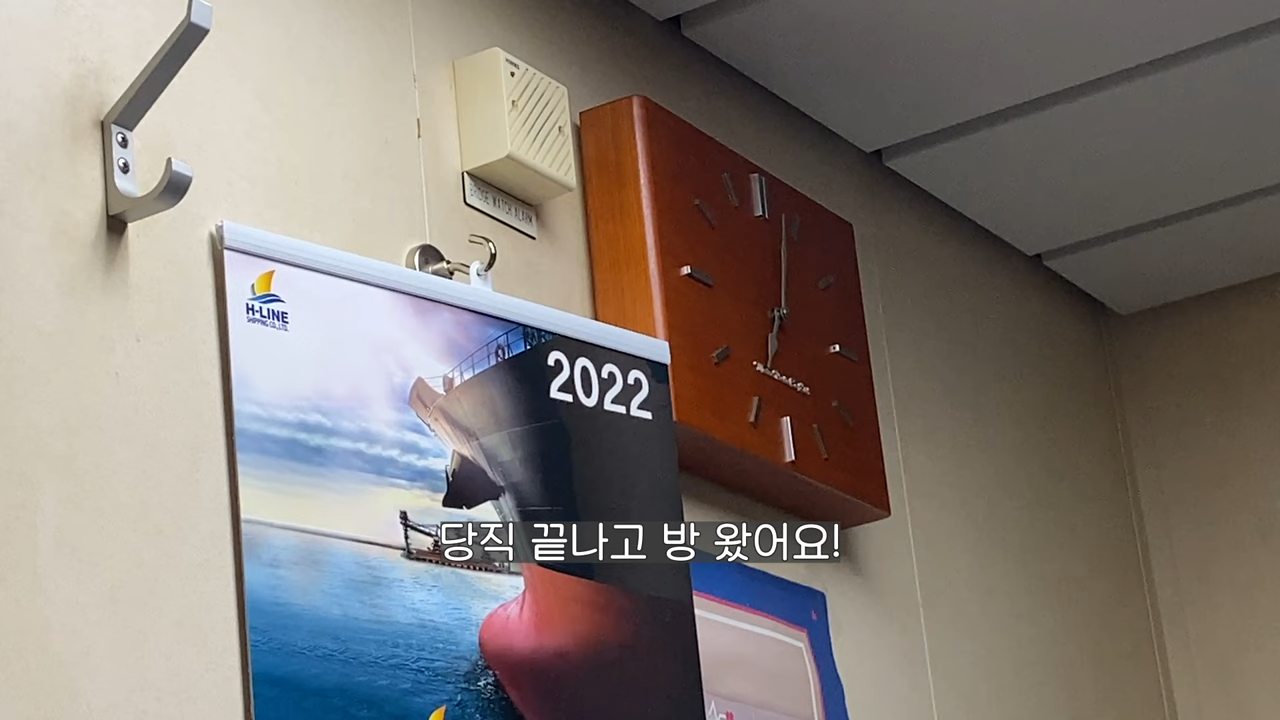 BRIDGE WATCH ALARM
H-LINE
SHIPPING CO., LTD.
2022
당직 끝나고 방 왔어요!